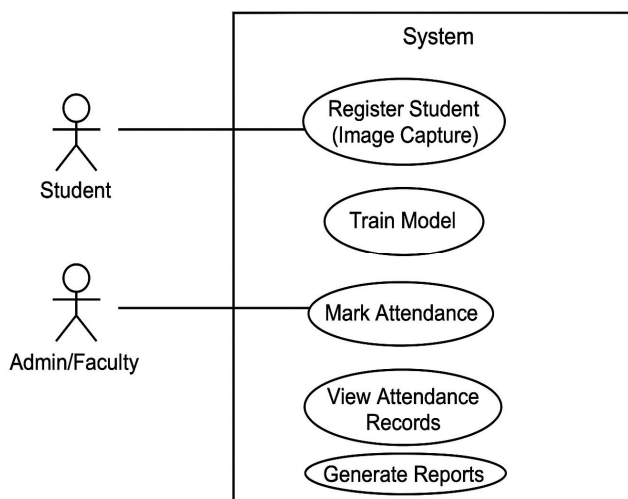 System
Register Student
(Image Capture)
Student
Train Model
Mark Attendance
Admin/Faculty
View Attendance
Records
Generate Reports